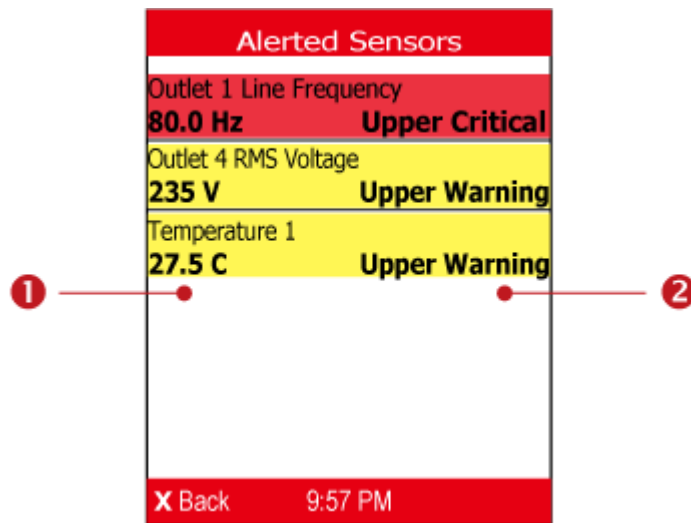 Alerted Sensors
Outlet 1 Line Frequency
80.0 Hz Upper Critical
Outlet 4 RMS Voltage
235 V Upper Warning
Temperature 1
27.5 C Upper Warning
1 2
X Back 9:57 PM